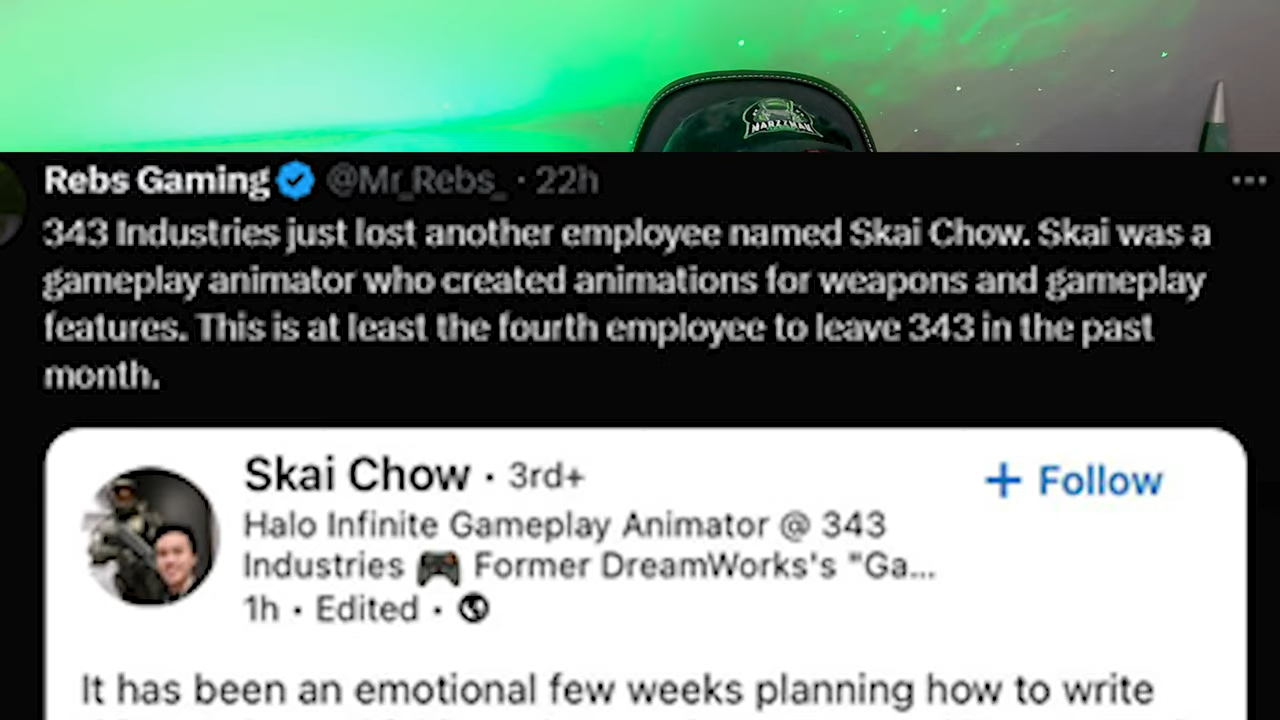 NARZZMAN
Rebs Gaming @Mr_Rebs_ · 22h
343 Industries just lost another employee named Skai Chow. Skai was a
gameplay animator who created animations for weapons and gameplay
features. This is at least the fourth employee to leave 343 in the past
month.
Skai Chow · 3rd+
+ Follow
Halo Infinite Gameplay Animator @ 343
Industries 🎮 Former DreamWorks's "Ga...
1h • Edited •
It has been an emotional few weeks planning how to write